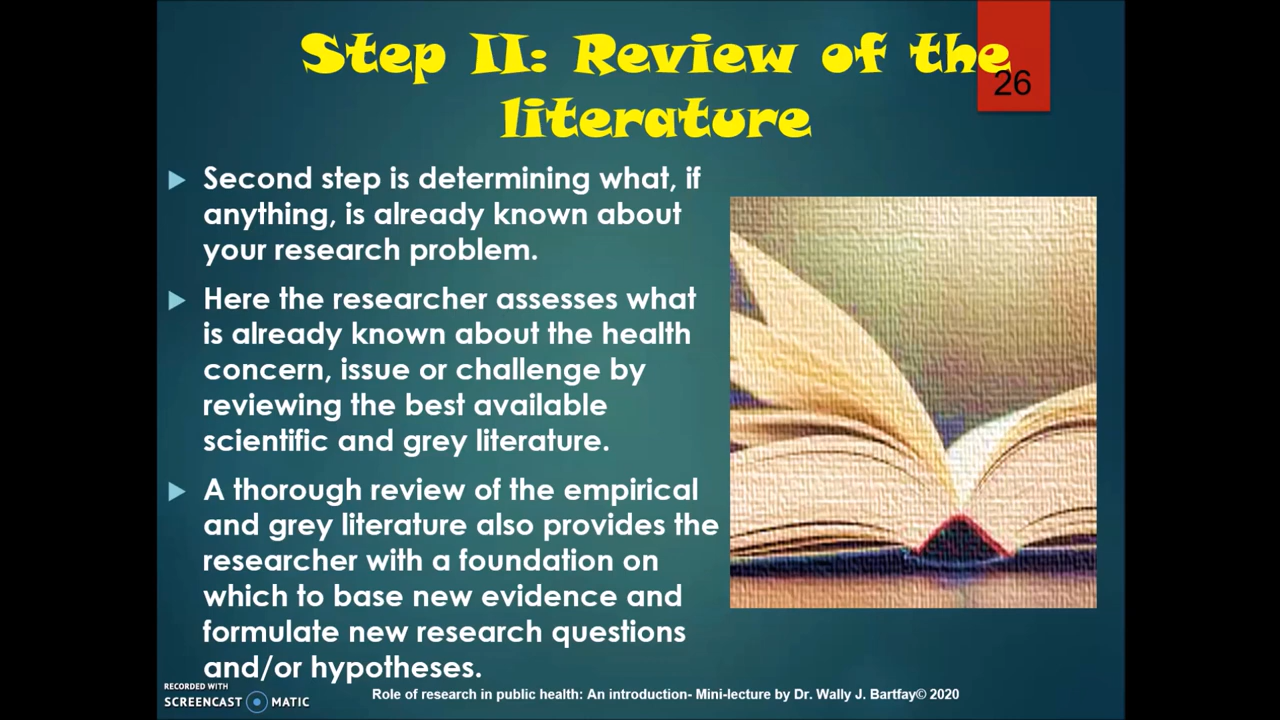 Step II: Review of the
26
literature
Second step is determining what, if
anything, is already known about
your research problem.
Here the researcher assesses what
is already known about the health
concern, issue or challenge by
reviewing the best available
scientific and grey literature.
A thorough review of the empirical
and grey literature also provides the
researcher with a foundation on
which to base new evidence and
formulate new research questions
and/or hypotheses.
RECORDED WITH
SCREENCAST MATIC
Role of research in public health: An introduction- Mini-lecture by Dr. Wally J. Bartfay© 2020